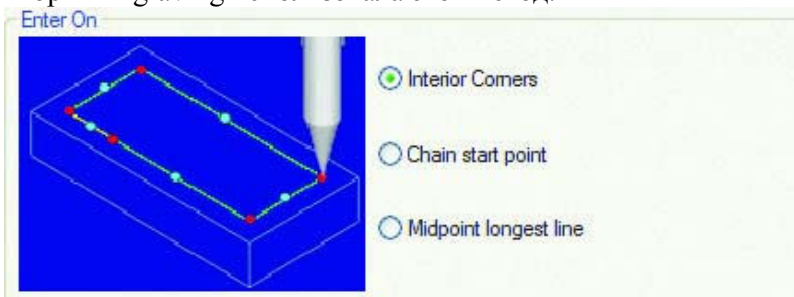 Enter On
Interior Corners
Chain start point
Midpoint longest line